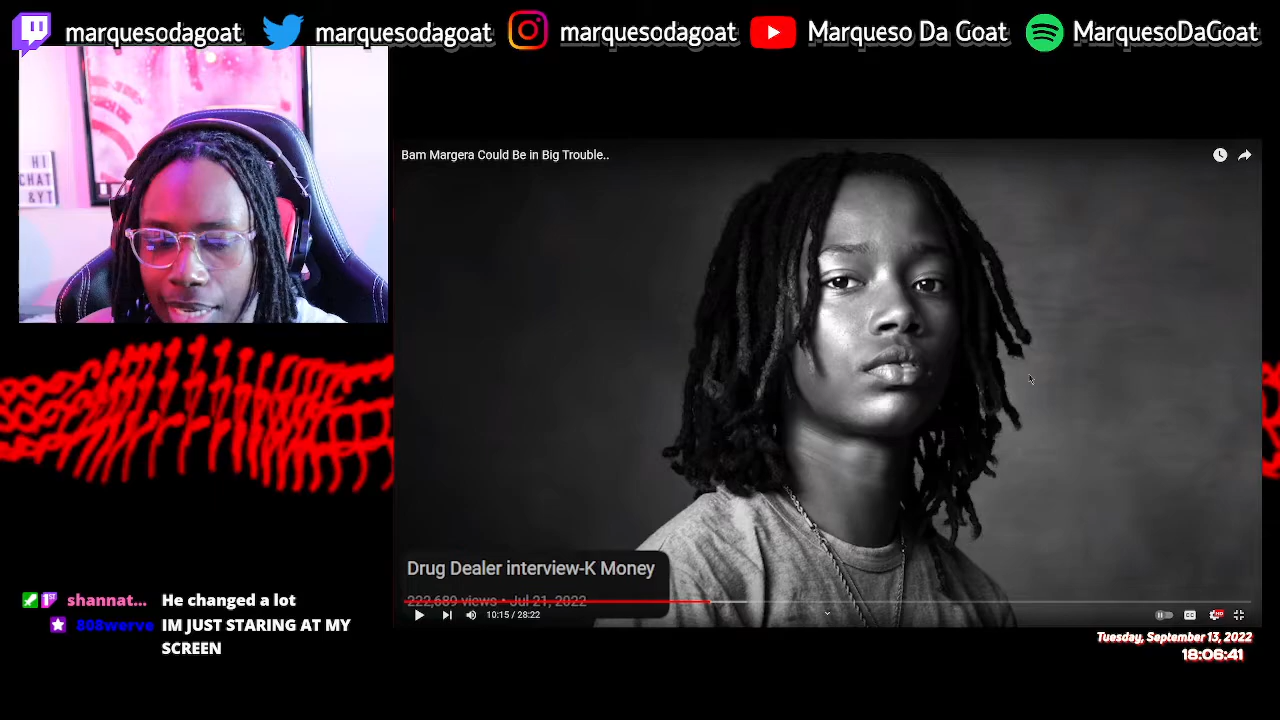 marquesodagoat marquesodagoat marquesodagoat Marqueso Da Goat MarquesoDaGoat
HI
CHAT
&YT
Bam Margera Could Be in Big Trouble..
Drug Dealer interview-K Money
222,689 views • Jul 21, 2022
10:15 / 28:22
shannat... He changed a lot
808werve IM JUST STARING AT MY
SCREEN
Tuesday, September 13, 2022
18:06:41